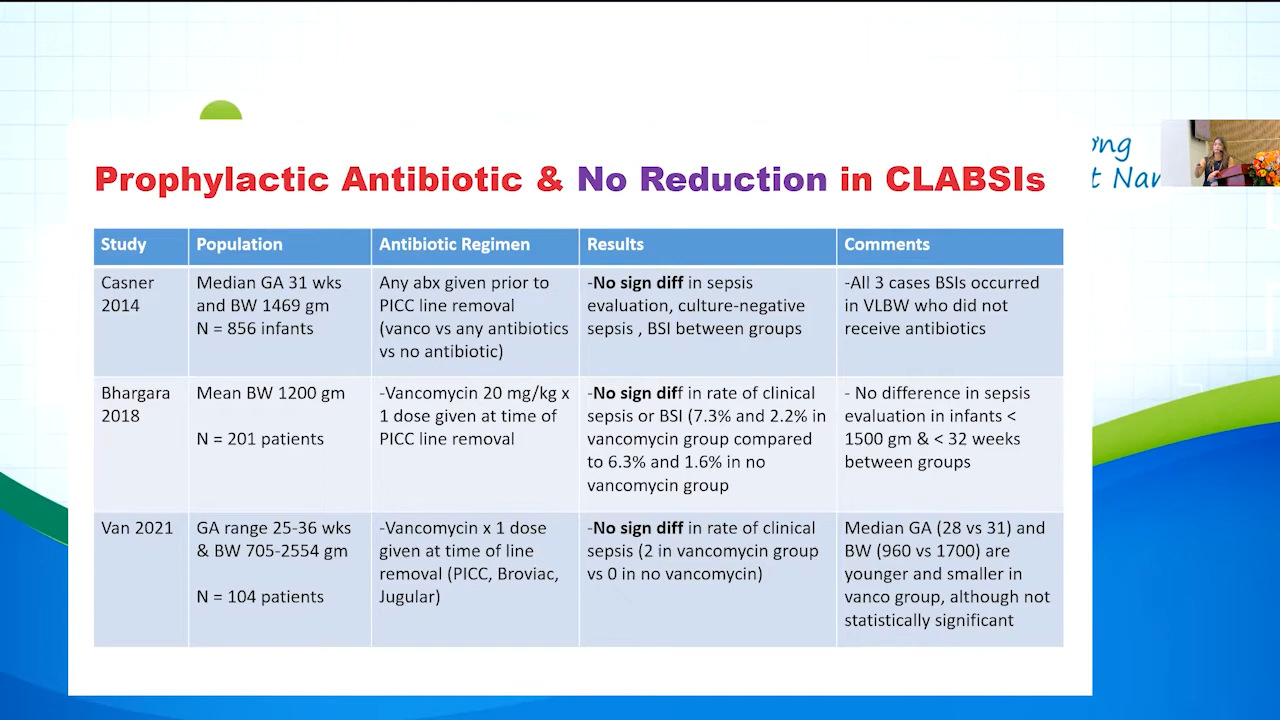 Prophylactic Antibiotic & No Reduction in CLABSIs
ơng
t Nam
Study Population Antibiotic Regimen Results Comments
Casner
2014
Median GA 31 wks
and BW 1469 gm
N = 856 infants
Any abx given prior to
PICC line removal
(vanco vs any antibiotics
vs no antibiotic)
-No sign diff in sepsis
evaluation, culture-negative
sepsis , BSI between groups
-All 3 cases BSIs occurred
in VLBW who did not
receive antibiotics
Bhargara
2018
Mean BW 1200 gm
N = 201 patients
-Vancomycin 20 mg/kg x
1 dose given at time of
PICC line removal
-No sign diff in rate of clinical
sepsis or BSI (7.3% and 2.2% in
vancomycin group compared
to 6.3% and 1.6% in no
vancomycin group
- No difference in sepsis
evaluation in infants <
1500 gm & < 32 weeks
between groups
Van 2021
GA range 25-36 wks
& BW 705-2554 gm
N = 104 patients
-Vancomycin x 1 dose
given at time of line
removal (PICC, Broviac,
Jugular)
-No sign diff in rate of clinical
sepsis (2 in vancomycin group
vs 0 in no vancomycin)
Median GA (28 vs 31) and
BW (960 vs 1700) are
younger and smaller in
vanco group, although not
statistically significant